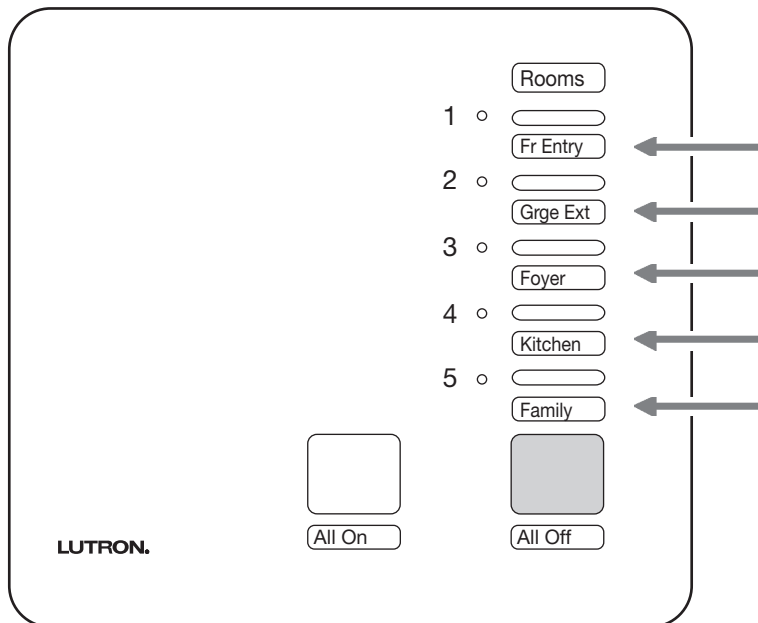 Rooms
1
Fr Entry
2
Grge Ext
3
Foyer
4
Kitchen
5
Family
All On
All Off
LUTRON.